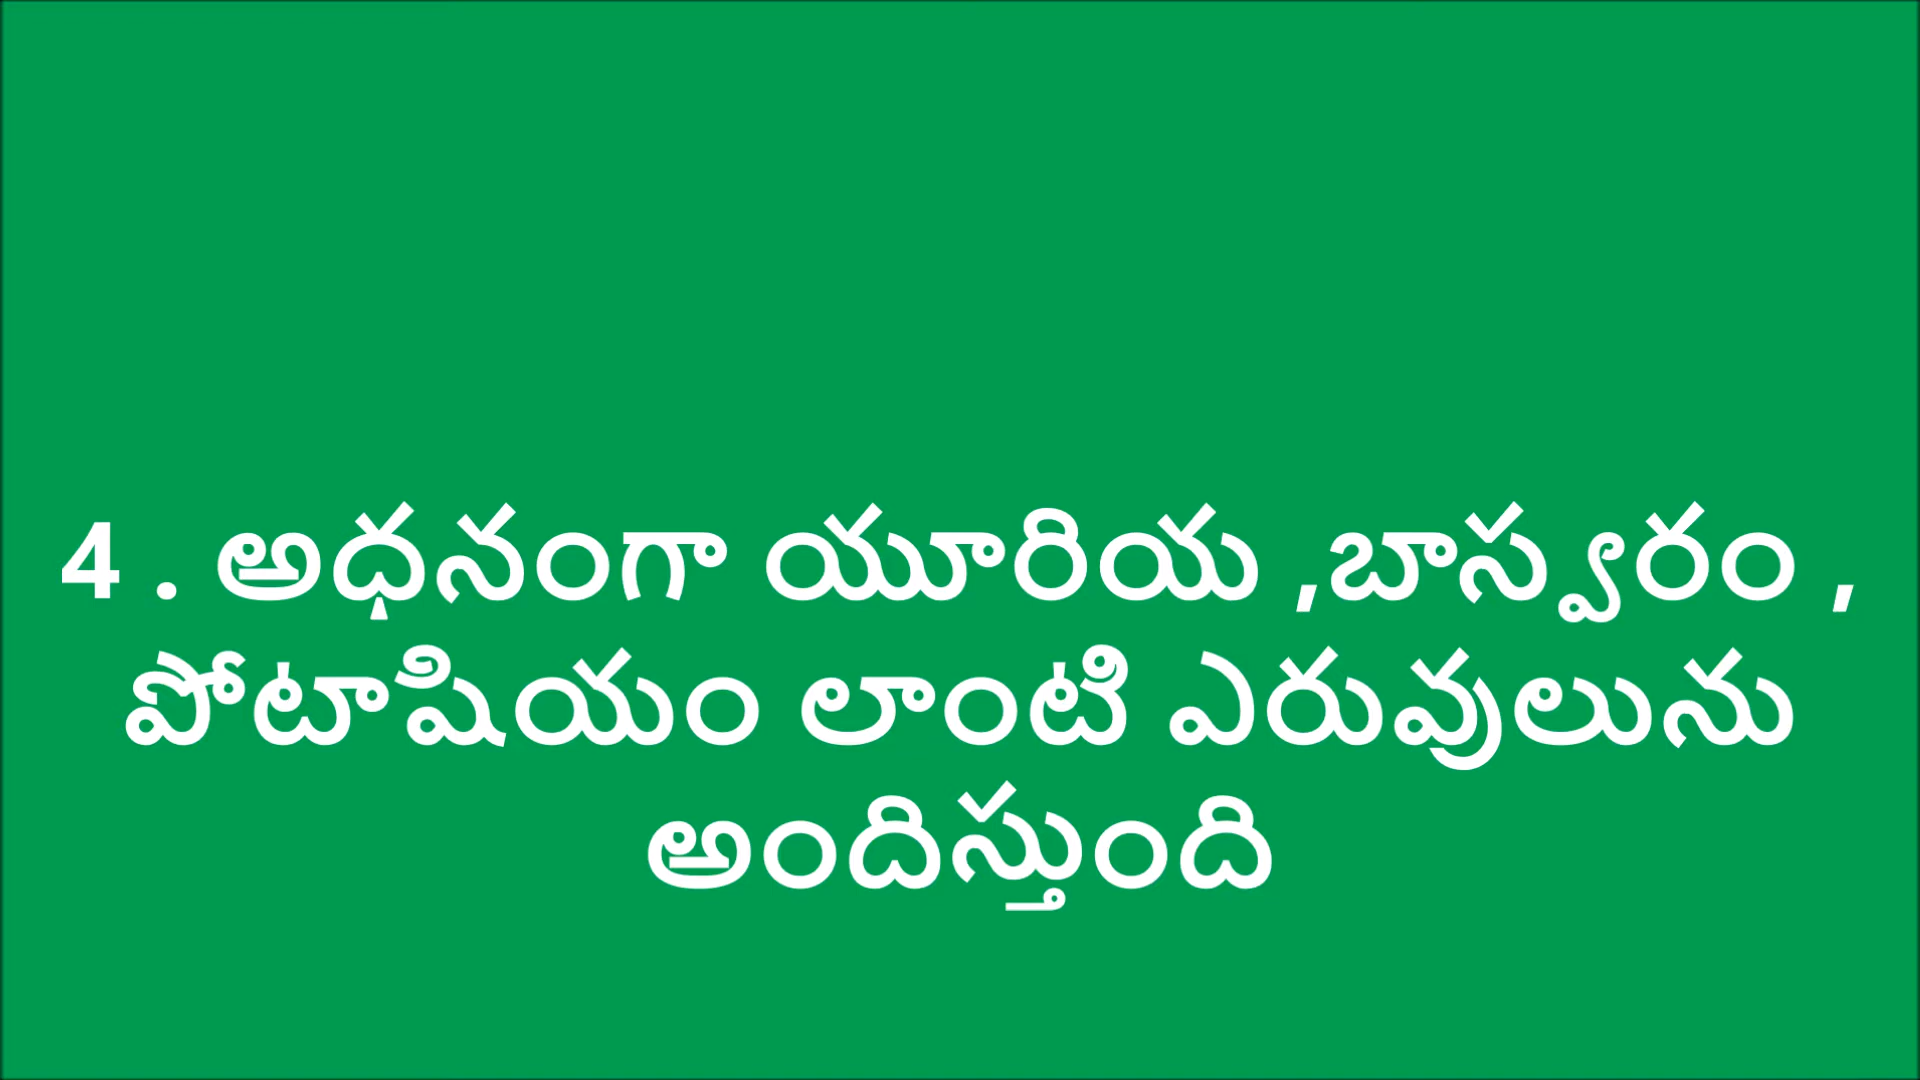 4 . అధనంగా యూరియ ,బాస్వరం ,
పోటాషియం లాంటి ఎరువులును
అందిస్తుంది